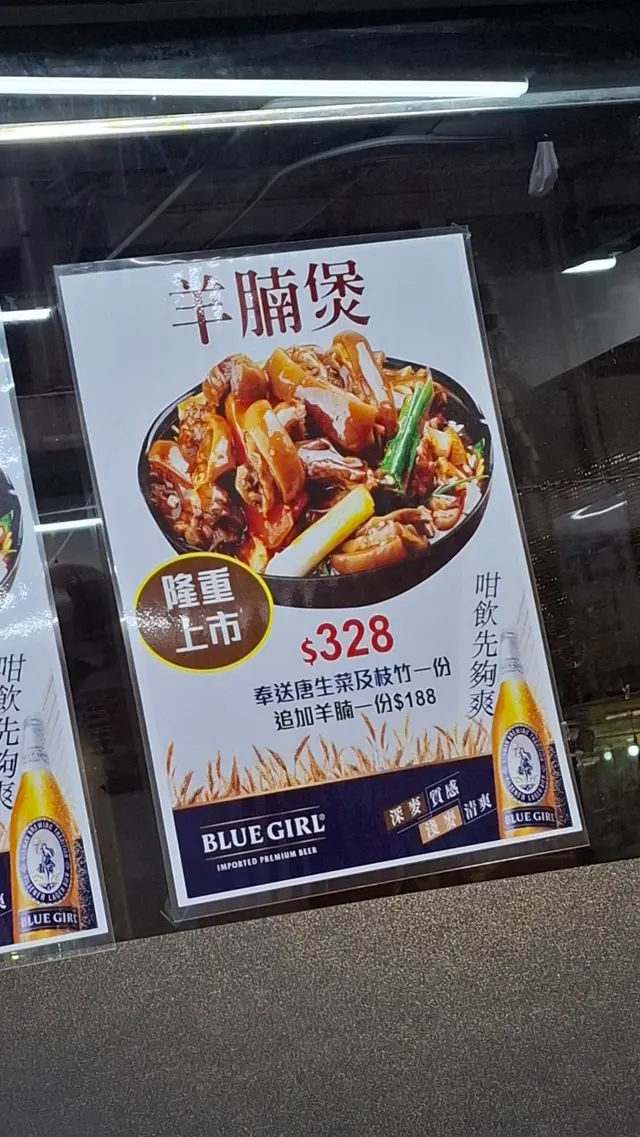 羊腩煲
隆重
上市
$328
奉送唐生菜及枝竹一份
追加羊腩一份$188
咁飲先夠爽
BLUE GIRL®
IMPORTED PREMIUM BEER
深麥 質感
淺麥 清爽
BLUE GIRL
咁飲先夠爽
BLUE GIRL